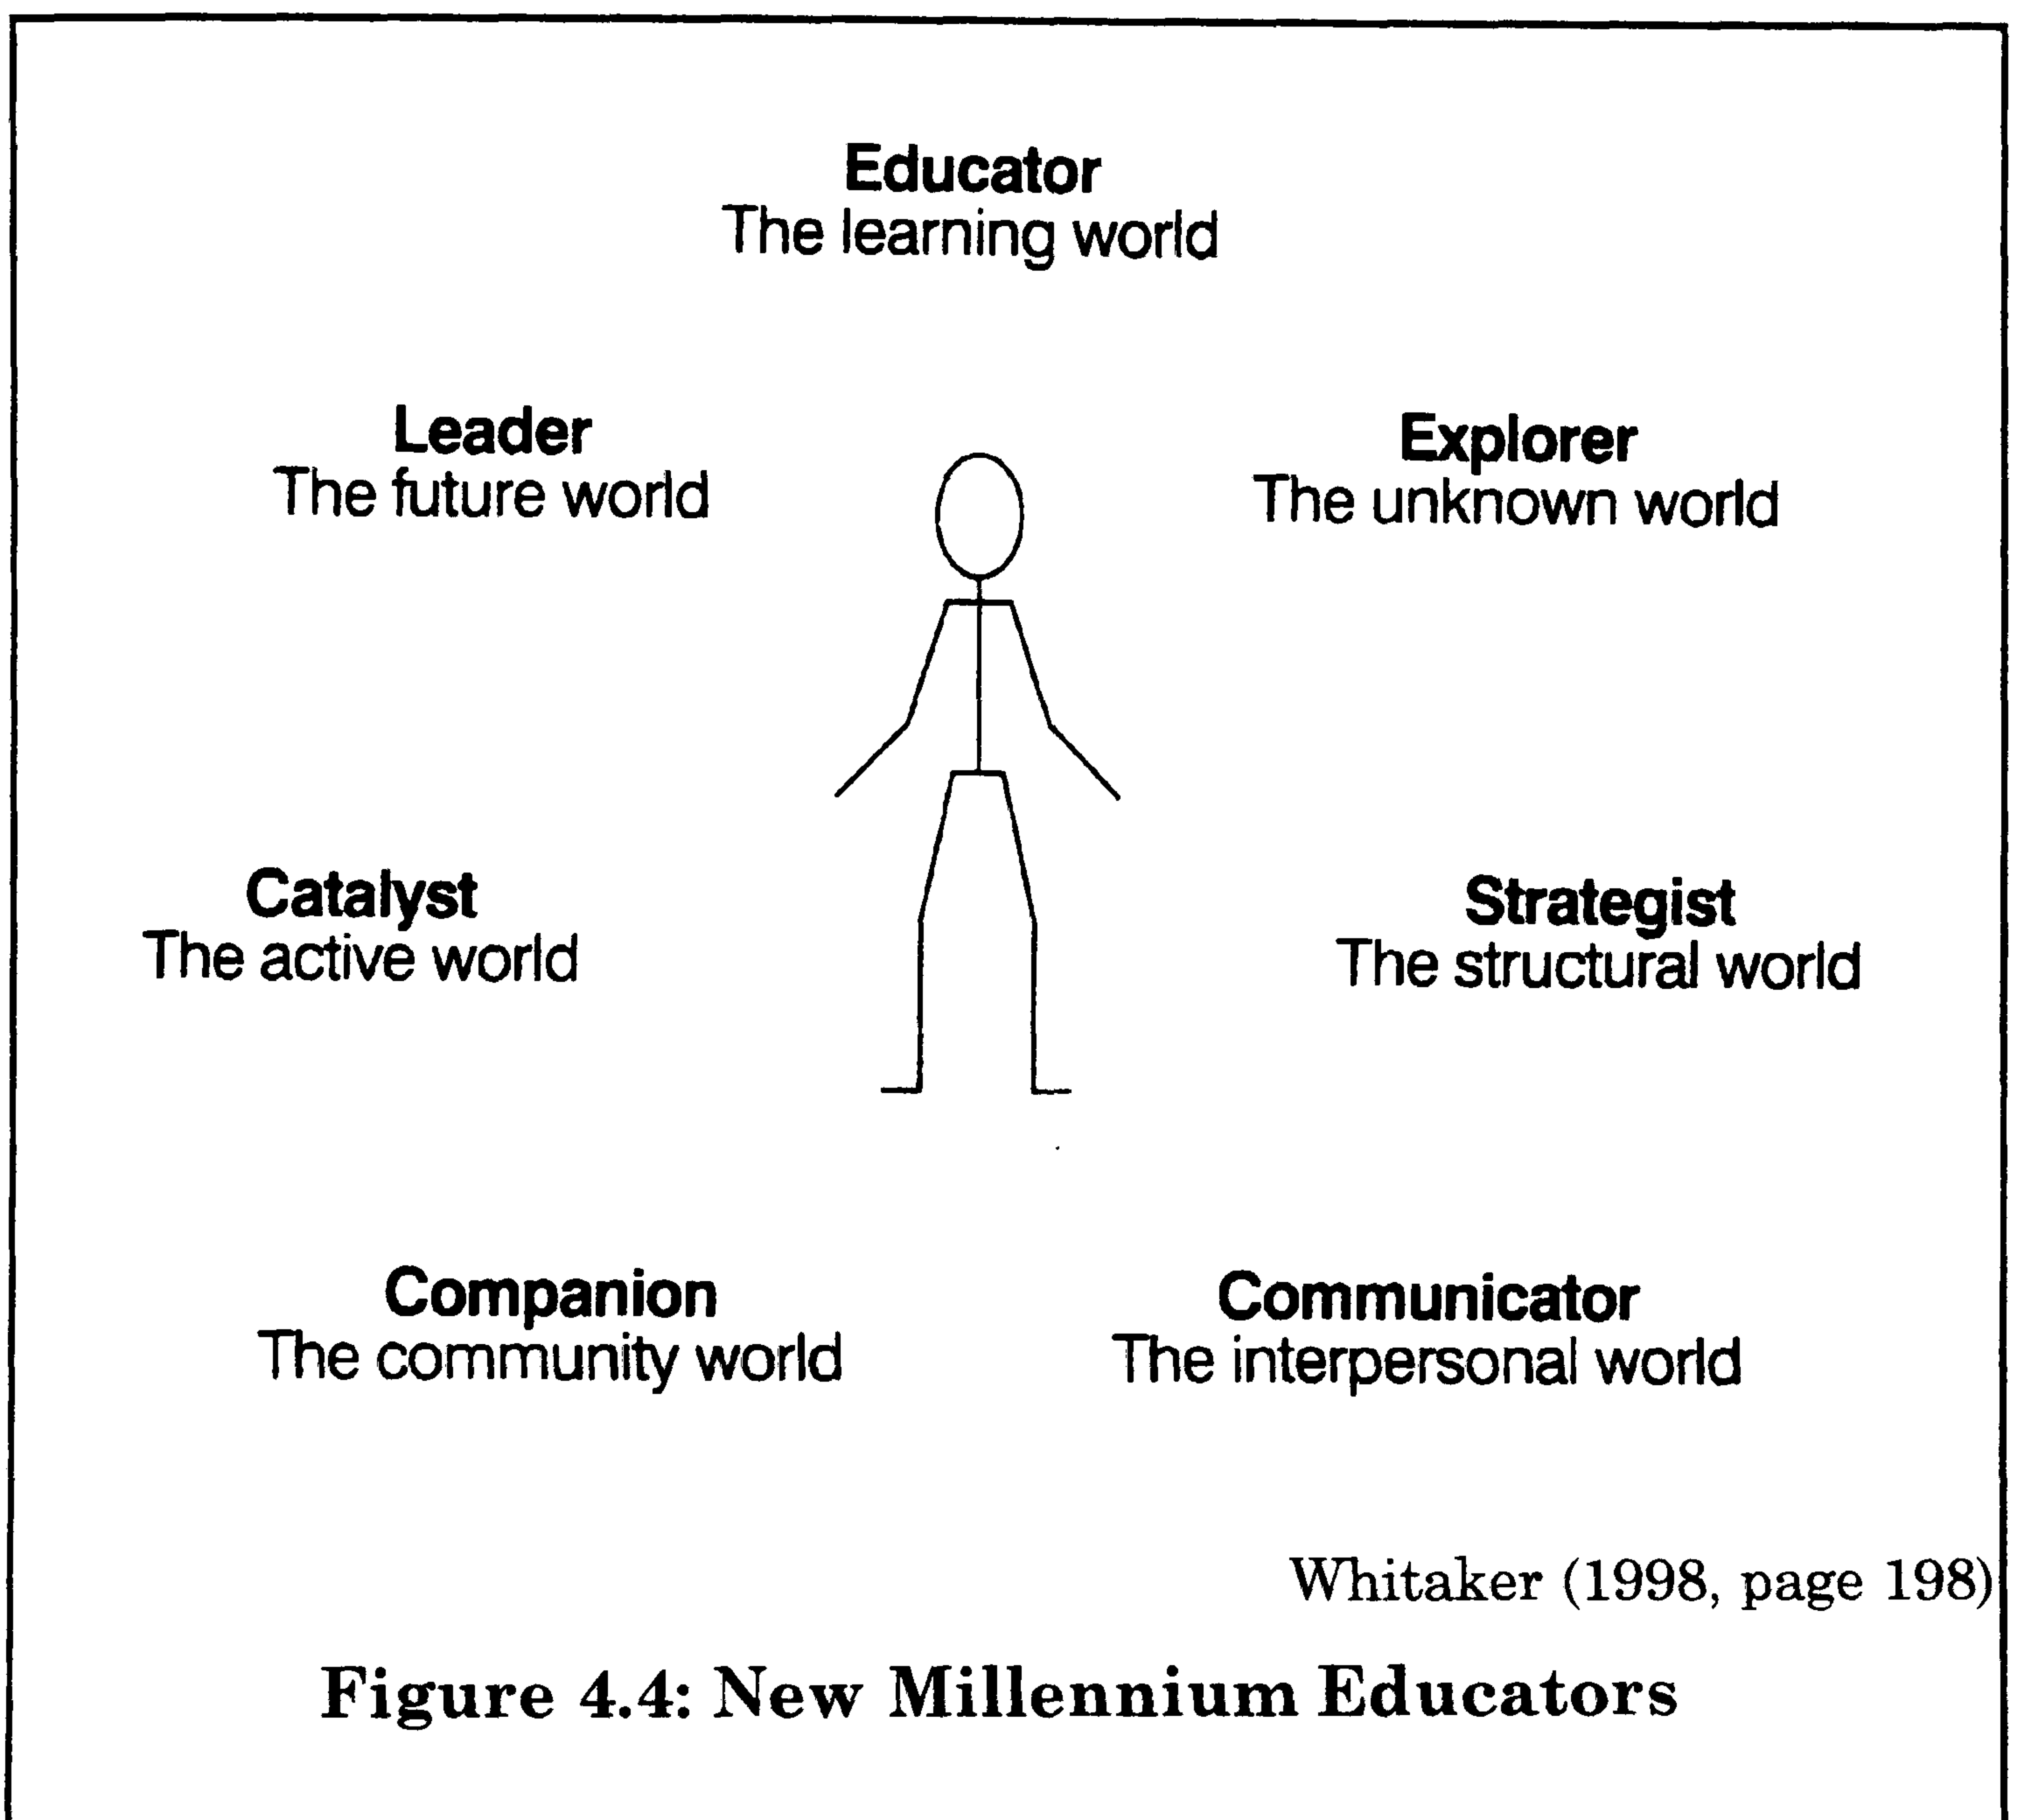 Educator
The learning world
Leader
The future world
Explorer
The unknown world
Catalyst
The active world
Strategist
The structural world
Companion
The community world
Communicator
The interpersonal world
Whitaker (1998, page 198)
Figure 4.4: New Millennium Educators